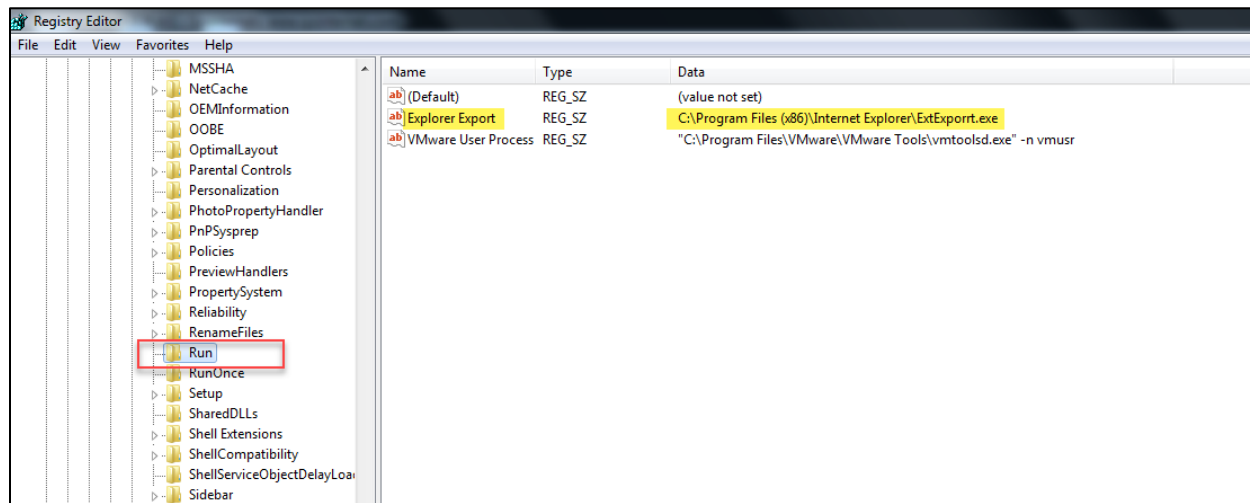 Registry Editor
File Edit View Favorites Help
MSSHA
NetCache
OEMInformation
OOBE
OptimalLayout
Parental Controls
Personalization
PhotoPropertyHandler
PnPSysprep
Policies
PreviewHandlers
PropertySystem
Reliability
RenameFiles
Run
RunOnce
Setup
SharedDLLs
Shell Extensions
ShellCompatibility
ShellServiceObjectDelayLoa
Sidebar
Name Type Data
ab (Default) REG_SZ (value not set)
ab Explorer Export REG_SZ C:\Program Files (x86)\Internet Explorer\ExtExporrt.exe
ab VMware User Process REG_SZ "C:\Program Files\VMware\VMware Tools\vmtoolsd.exe" -n vmusr